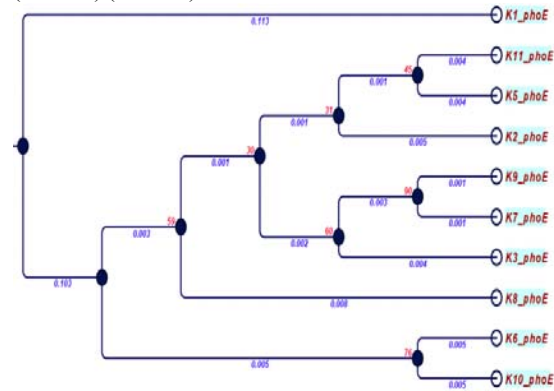 K1_phoE
0.113
K11_phoE
45 0.004
0.001
K5_phoE
31 0.004
0.001
K2_phoE
30 0.005
0.001
K9_phoE
90 0.001
0.003
K7_phoE
59 60 0.001
0.003 0.002
K3_phoE
0.004
0.103
K8_phoE
0.008
K6_phoE
76 0.005
0.005
K10_phoE
0.005